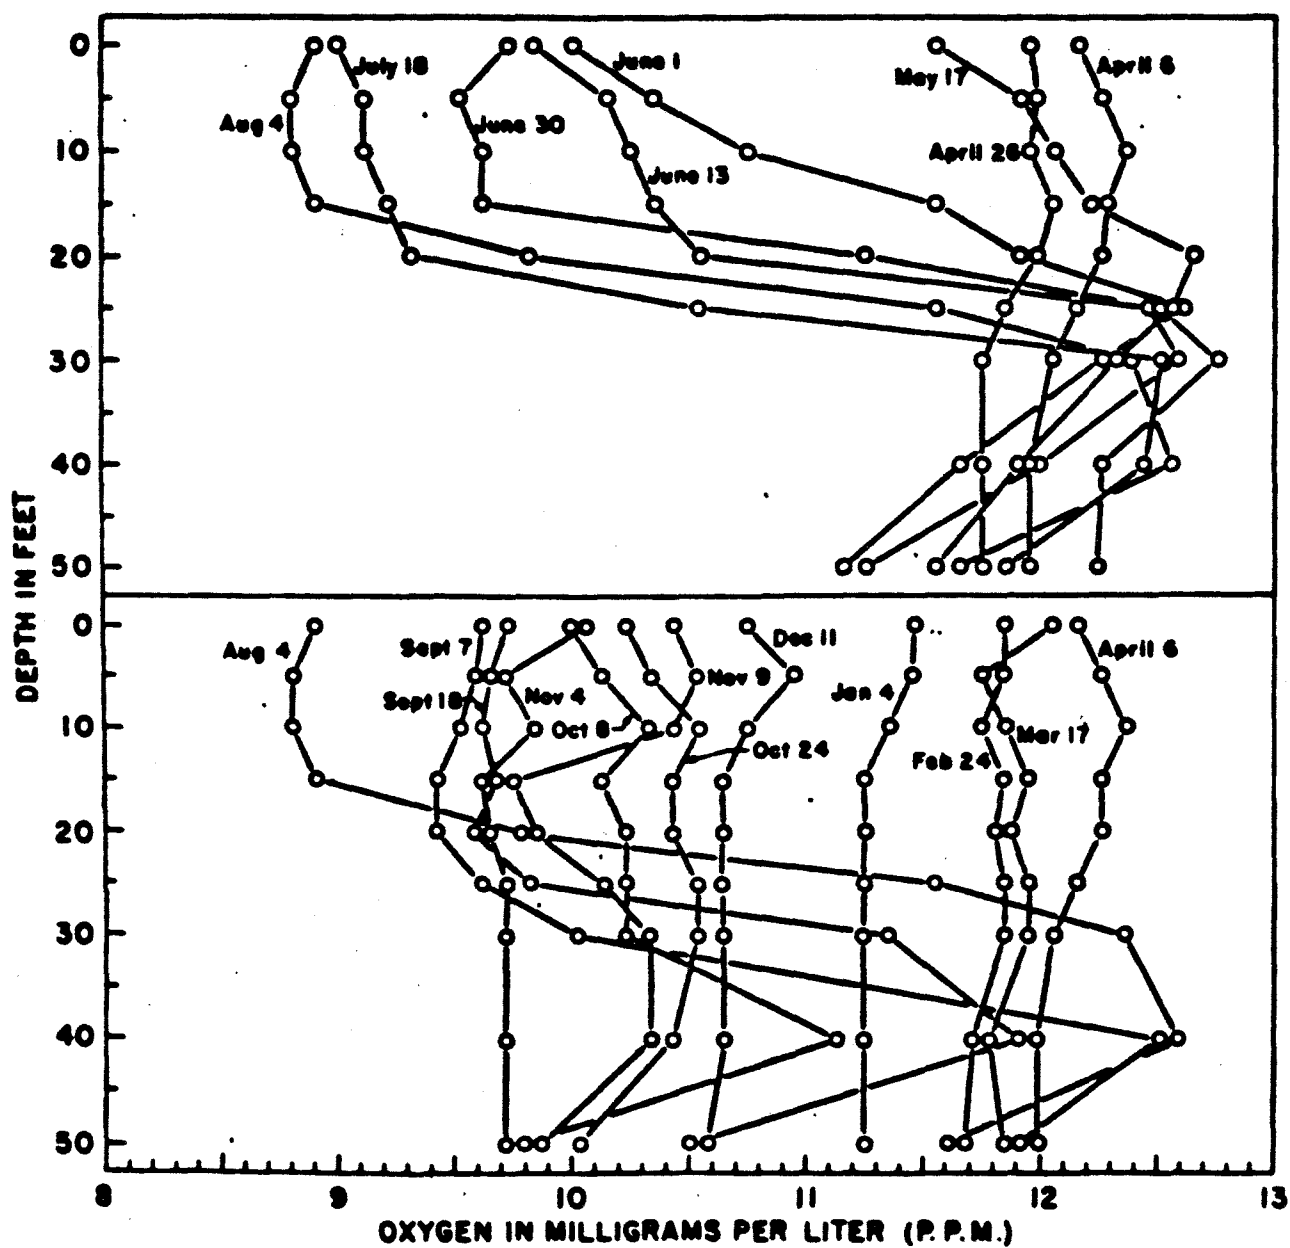 0
10
20
30
40
50
July 18
Aug 4
June 30
June 1
June 13
May 17
April 26
April 6
DEPTH IN FEET
0
10
20
30
40
50
Aug 4
Sept 7
Sept 18
Nov 4
Oct 8
Nov 9
Oct 24
Dec 11
Jan 4
Feb 24
Mar 17
April 6
8 9 10 11 12 13
OXYGEN IN MILLIGRAMS PER LITER (P.P.M.)